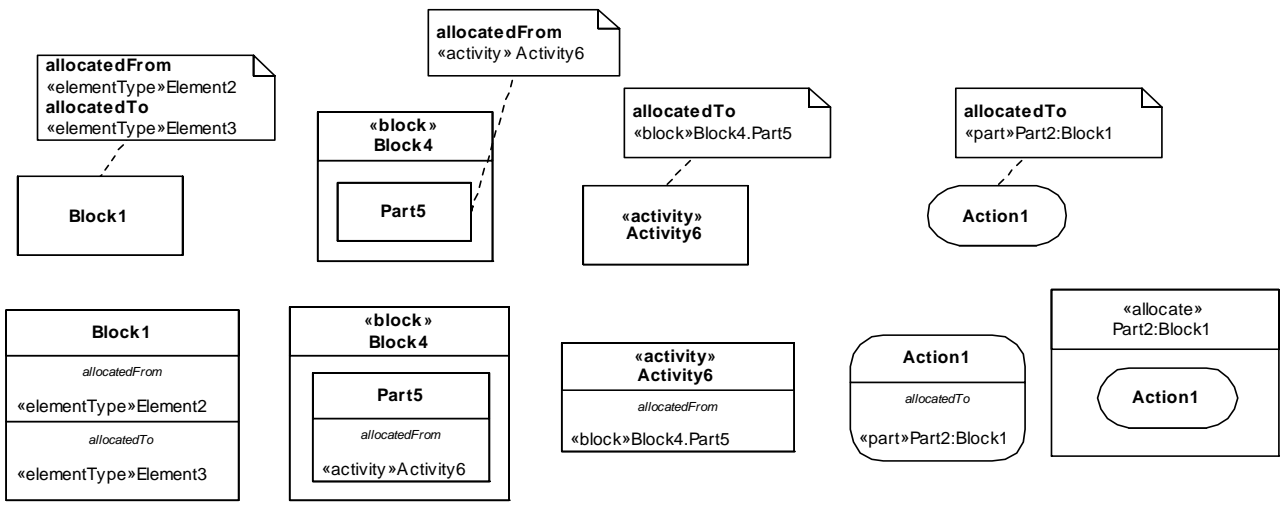 allocatedFrom
«elementType»Element2
allocatedTo
«elementType»Element3
Block1
allocatedFrom
«activity» Activity6
«block»
Block4
Part5
allocatedTo
«block»Block4.Part5
«activity»
Activity6
allocatedTo
«part»Part2:Block1
Action1
Block1
allocatedFrom
«elementType»Element2
allocatedTo
«elementType»Element3
«block»
Block4
Part5
allocatedFrom
«activity»Activity6
«activity»
Activity6
allocatedFrom
«block»Block4.Part5
Action1
allocatedTo
«part»Part2:Block1
«allocate»
Part2:Block1
Action1